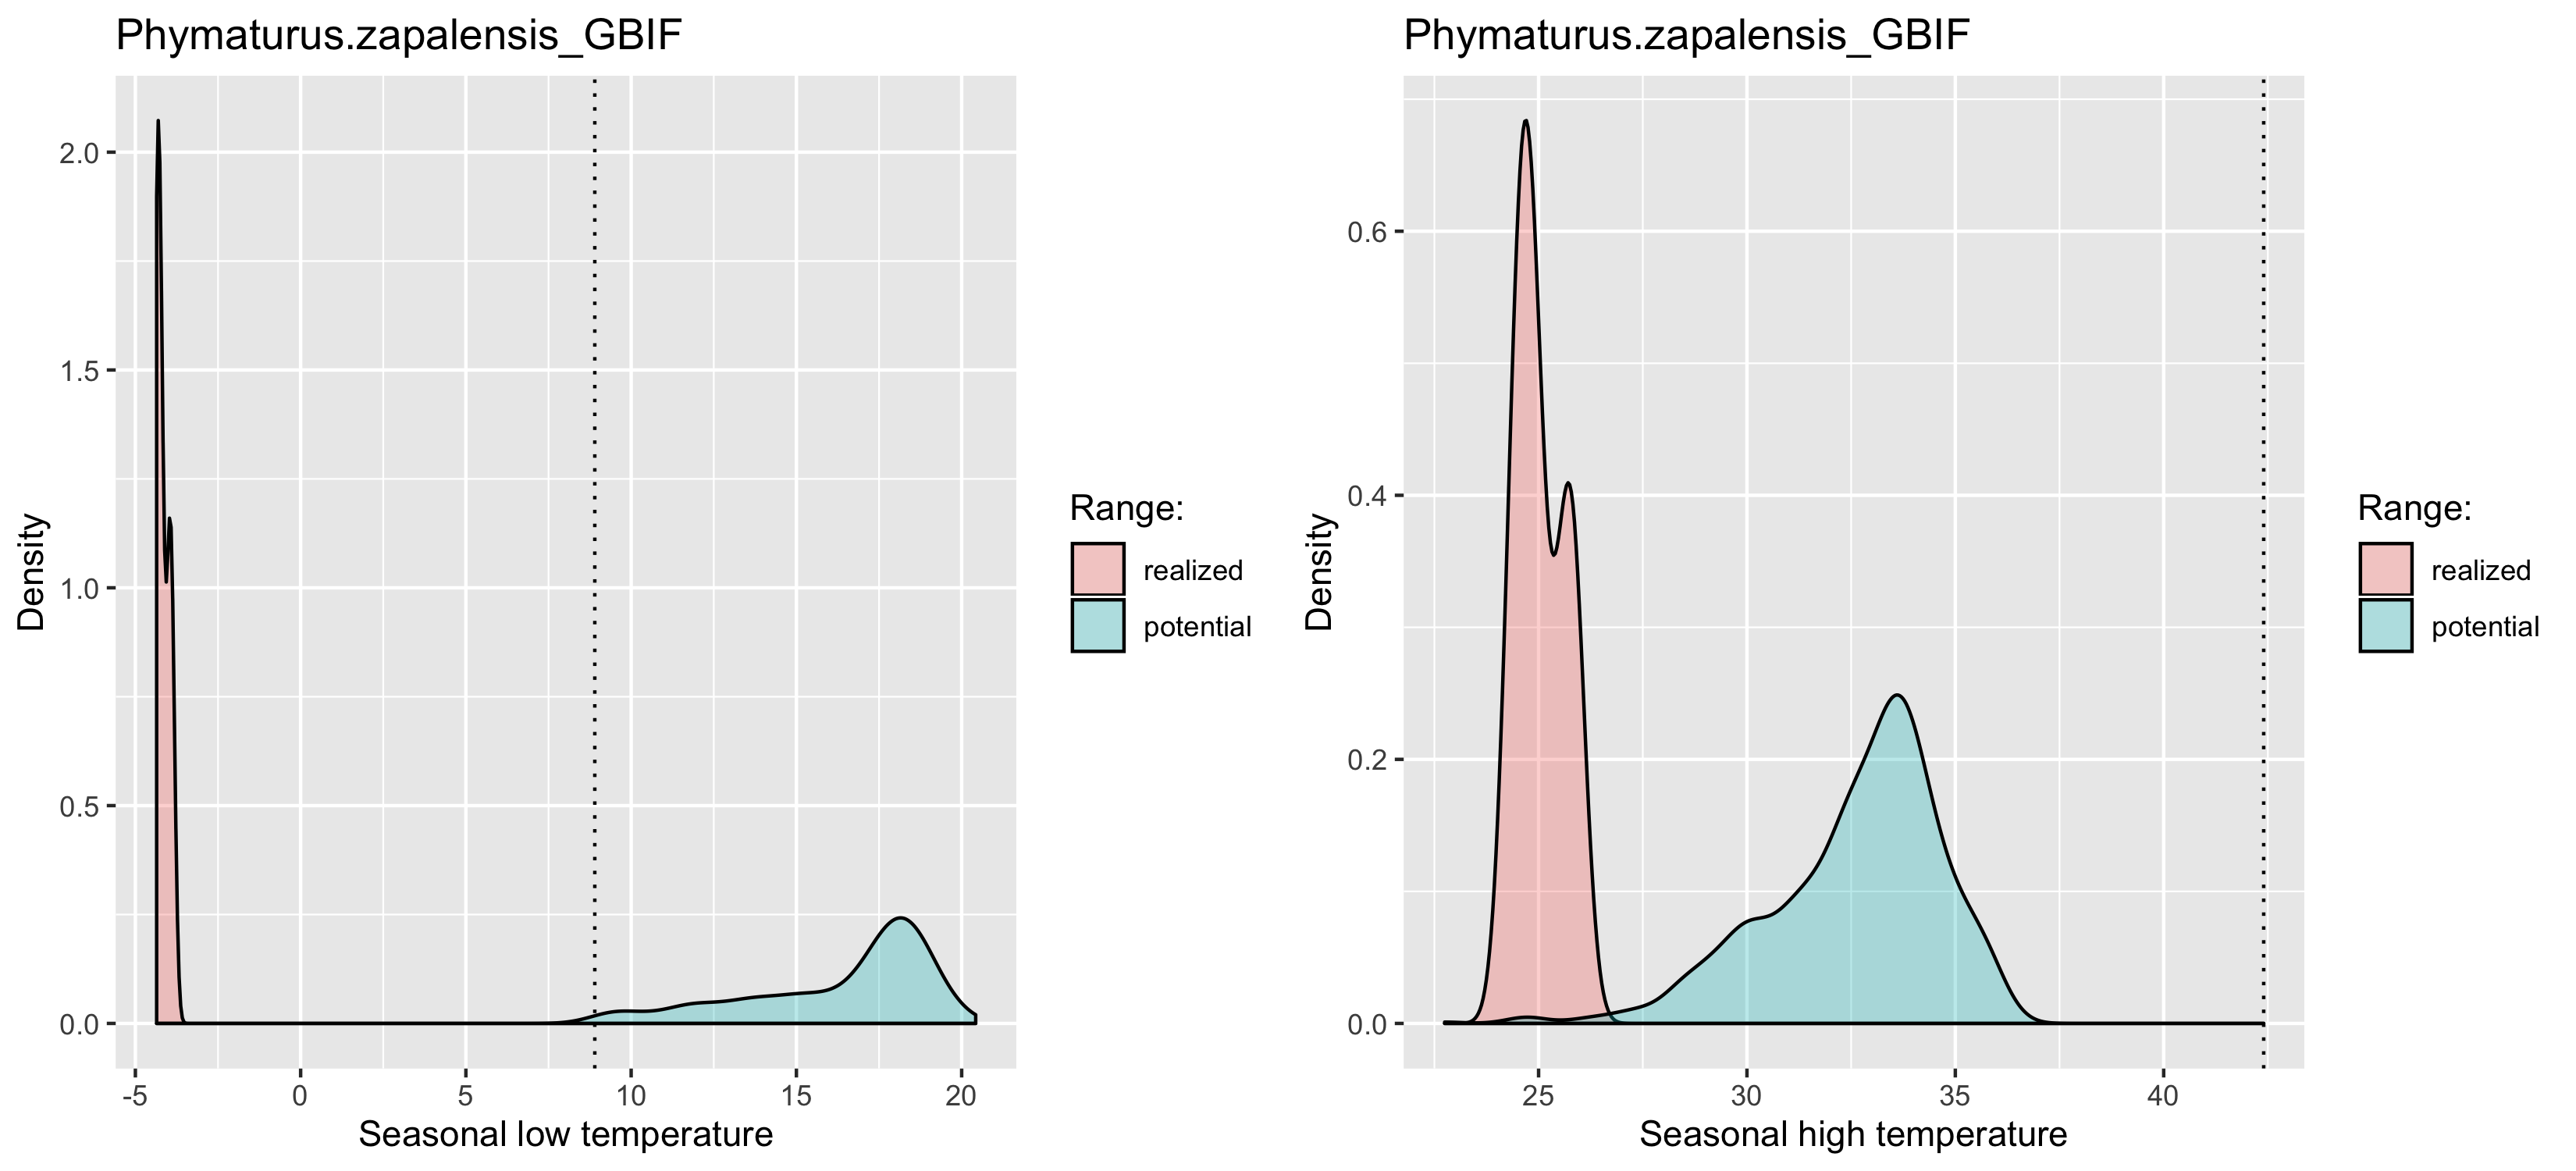 Phymaturus.zapalensis_GBIF
Density
2.0
1.5
1.0
0.5
0.0
-5 0 5 10 15 20
Seasonal low temperature
Range:
realized
potential
Phymaturus.zapalensis_GBIF
Density
0.6
0.4
0.2
0.0
25 30 35 40
Seasonal high temperature
Range:
realized
potential